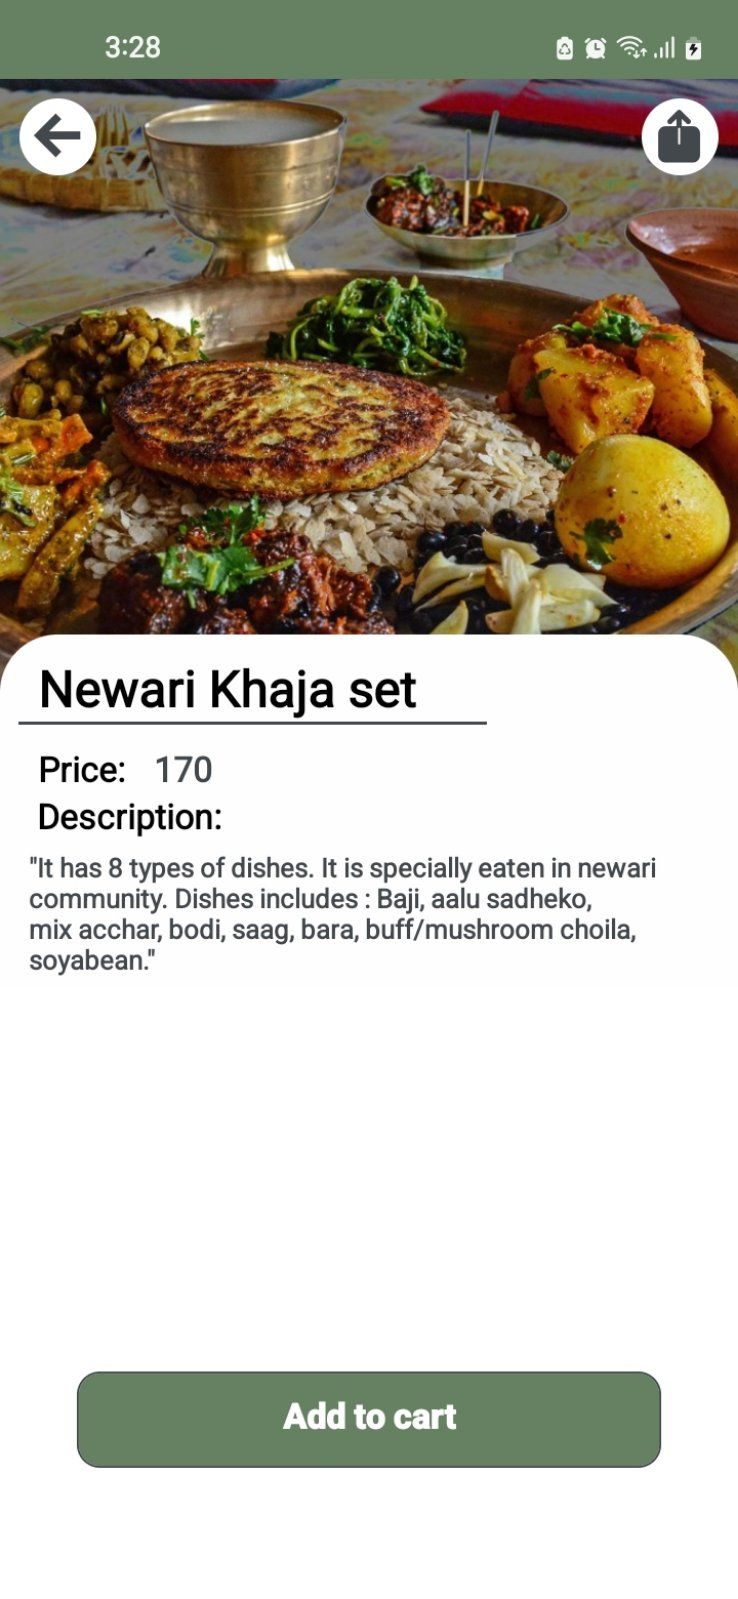 3:28
Newari Khaja set
Price: 170
Description:
"It has 8 types of dishes. It is specially eaten in newari
community. Dishes includes : Baji, aalu sadheko,
mix acchar, bodi, saag, bara, buff/mushroom choila,
soyabean."
Add to cart